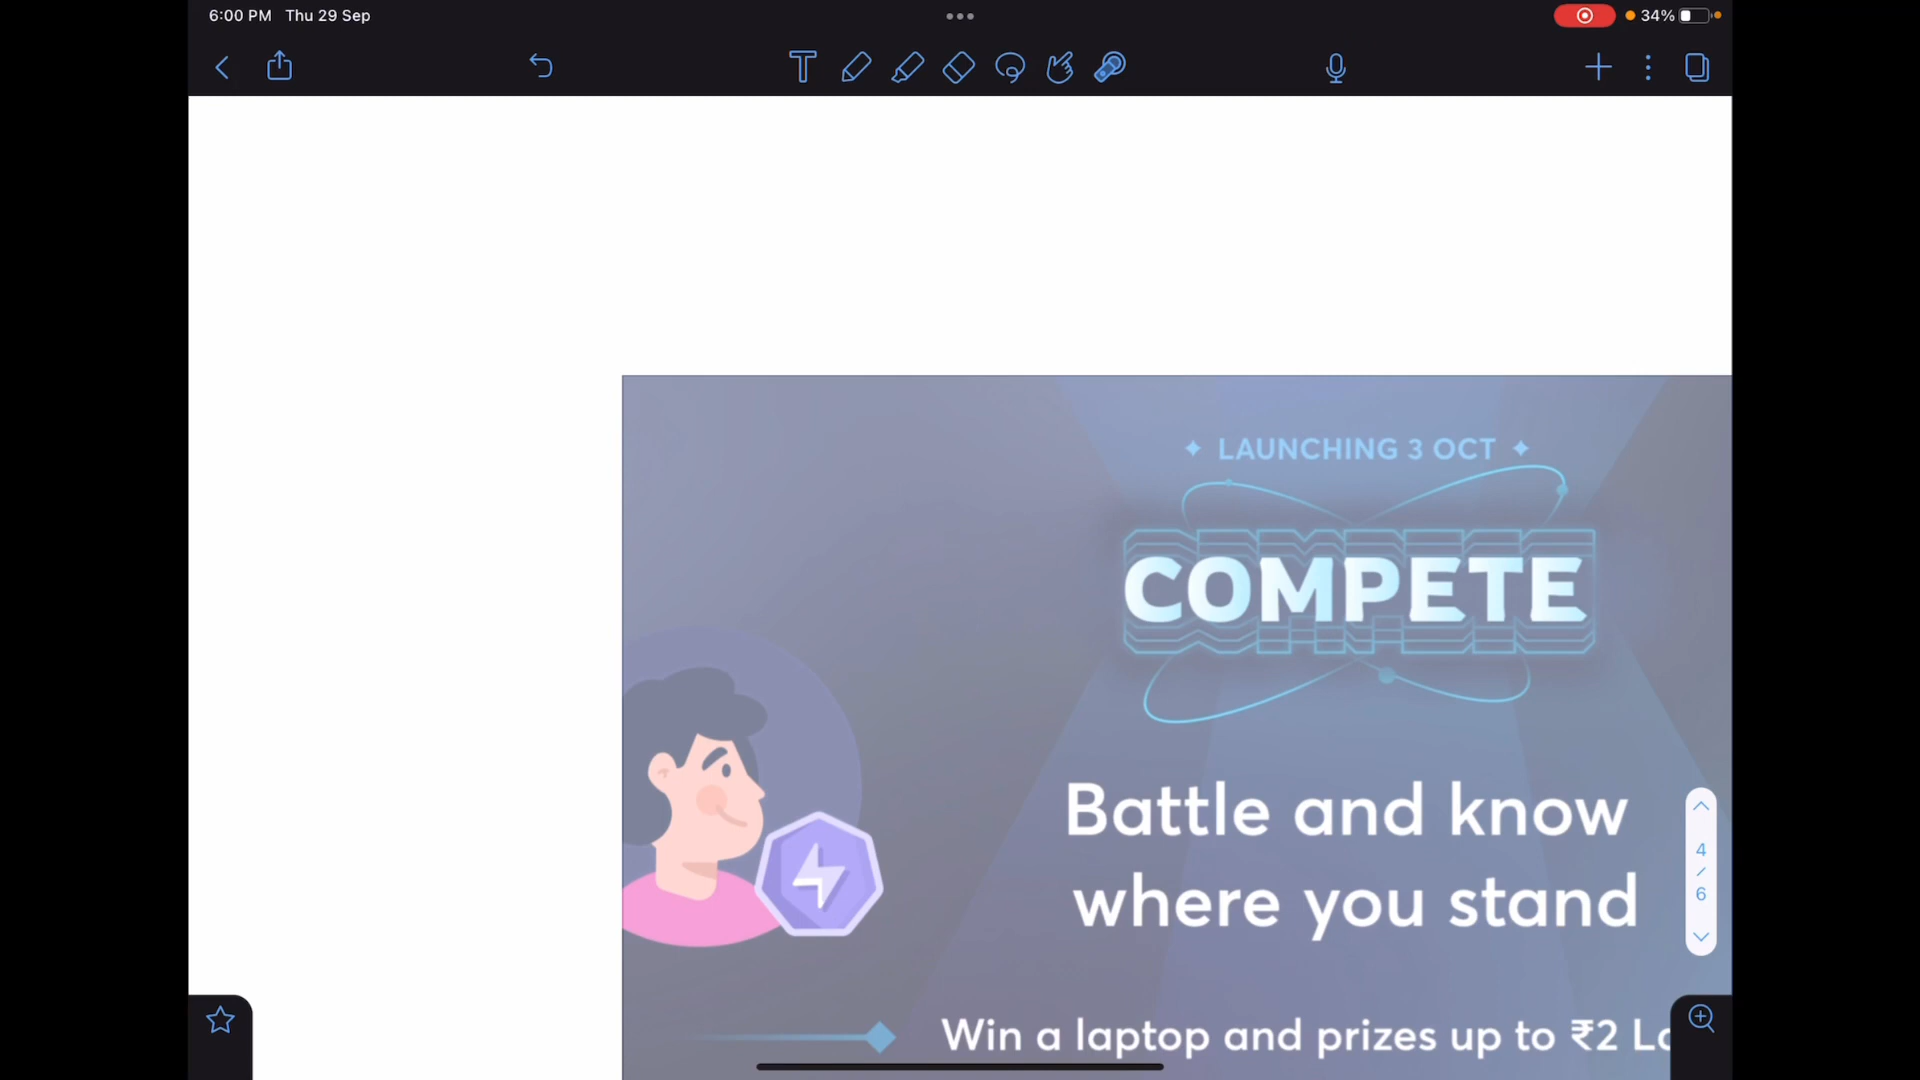 6:00 PM Thu 29 Sep
34%
LAUNCHING 3 OCT
COMPETE
Battle and know
where you stand
4
/
6
Win a laptop and prizes up to ₹2